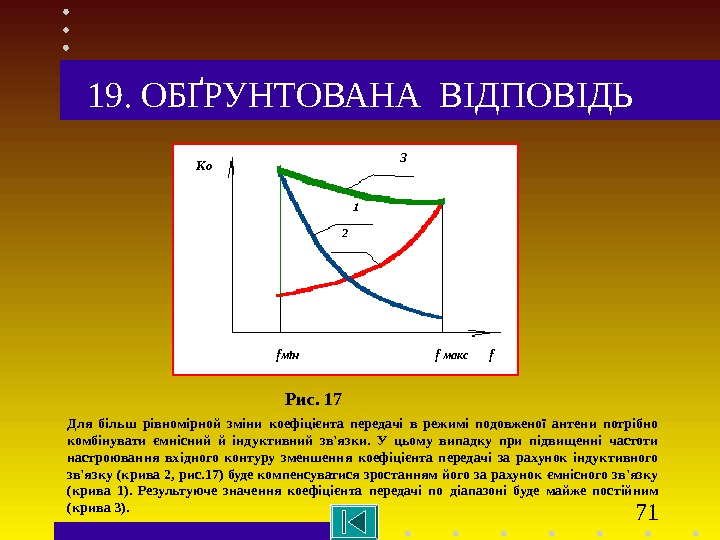 19. ОБҐРУНТОВАНА ВІДПОВІДЬ
Ko
3
1
2
fмін
f макс
f
Рис. 17
Для більш рівномірной зміни коефіцієнта передачі в режимі подовженої антени потрібно
комбінувати ємнісний й індуктивний зв'язки. У цьому випадку при підвищенні частоти
настроювання вхідного контуру зменшення коефіцієнта передачі за рахунок індуктивного
зв'язку (крива 2, рис.17) буде компенсуватися зростанням його за рахунок ємнісного зв'язку
(крива 1). Результуюче значення коефіцієнта передачі по діапазоні буде майже постійним
(крива 3).
71